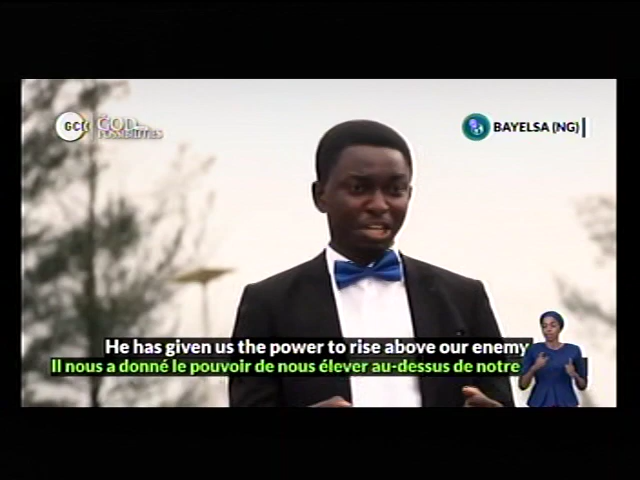 GCK
GOD
POSSIBILITIES
BAYELSA (NG)
He has given us the power to rise above our enemy
Il nous a donné le pouvoir de nous élever au-dessus de notre